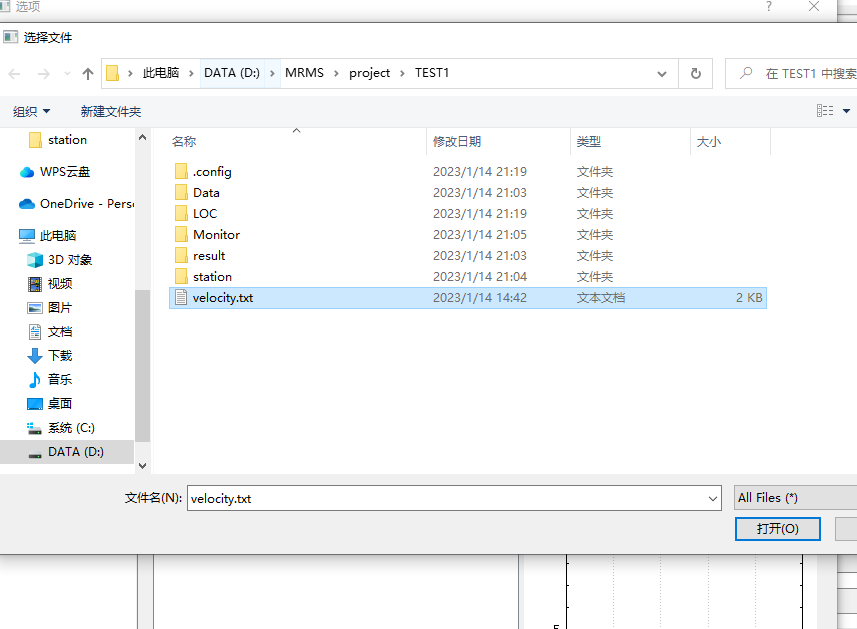 选项 ?
选择文件
此电脑 DATA (D:) MRMS project TEST1 在 TEST1 中搜索
组织 新建文件夹
station
WPS云盘
OneDrive - Pers
此电脑
3D 对象
视频
图片
文档
下载
音乐
桌面
系统 (C:)
DATA (D:)
名称 修改日期 类型 大小
.config 2023/1/14 21:19 文件夹
Data 2023/1/14 21:03 文件夹
LOC 2023/1/14 21:19 文件夹
Monitor 2023/1/14 21:05 文件夹
result 2023/1/14 21:03 文件夹
station 2023/1/14 21:04 文件夹
velocity.txt 2023/1/14 14:42 文本文档 2 KB
文件名(N): velocity.txt All Files (*)
打开(O)